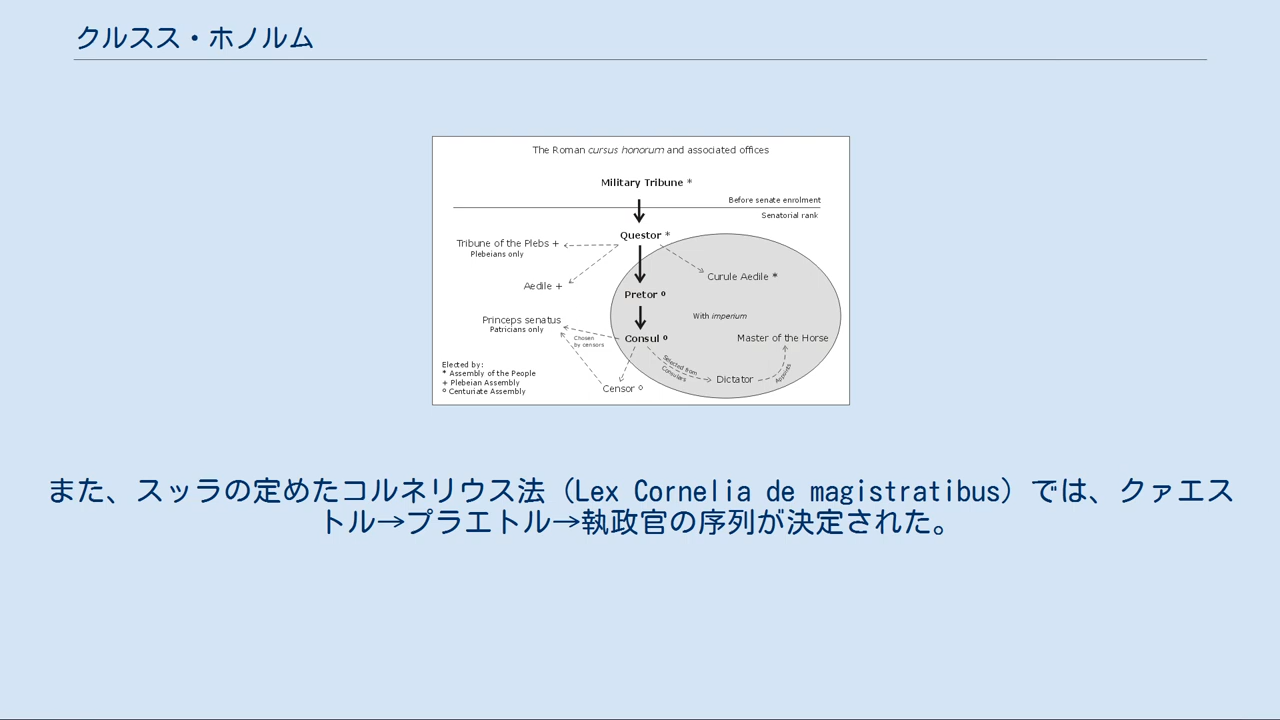 クルスス・ホノルム
The Roman cursus honorum and associated offices
Military Tribune *
Before senate enrolment
Senatorial rank
Questor *
Tribune of the Plebs +
Plebeians only
Curule Aedile *
Aedile +
Pretor º
With imperium
Princeps senatus
Patricians only
Chosen
by censors
Consul º
Master of the Horse
Selected from
Consulars
Appoints
Dictator
Censor º
Elected by:
* Assembly of the People
+ Plebeian Assembly
º Centuriate Assembly
また、スッラの定めたコルネリウス法（Lex Cornelia de magistratibus）では、クァエス
トル→プラエトル→執政官の序列が決定された。